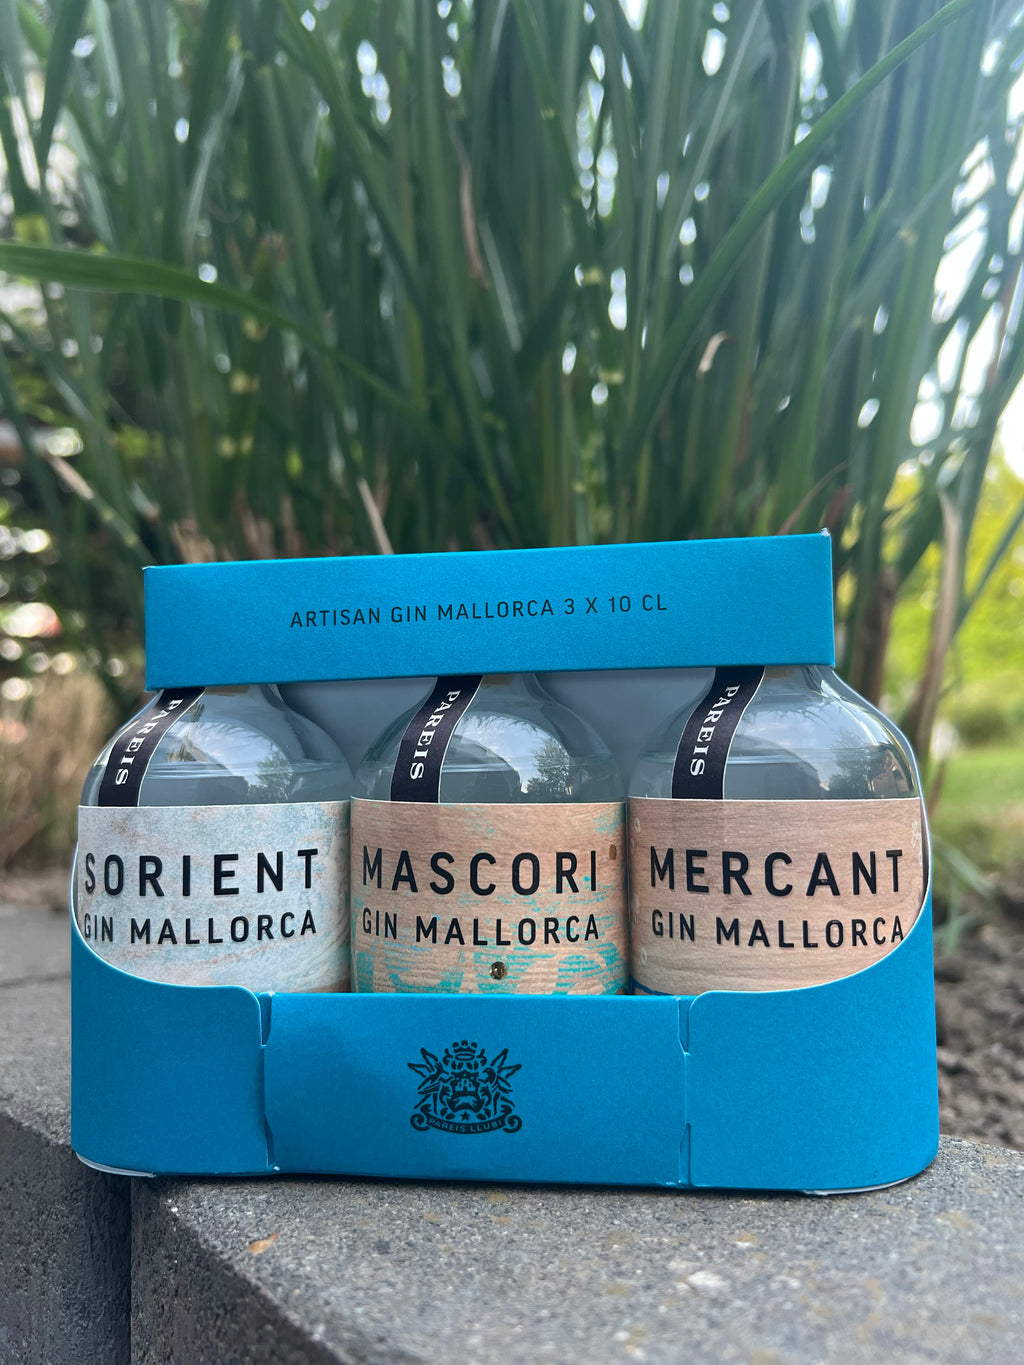 ARTISAN GIN MALLORCA 3 X 10 CL
PAREIS
PAREIS
PAREIS
SORIENT
GIN MALLORCA
MASCORI
GIN MALLORCA
MERCANT
GIN MALLORCA
PAREIS LLUBI